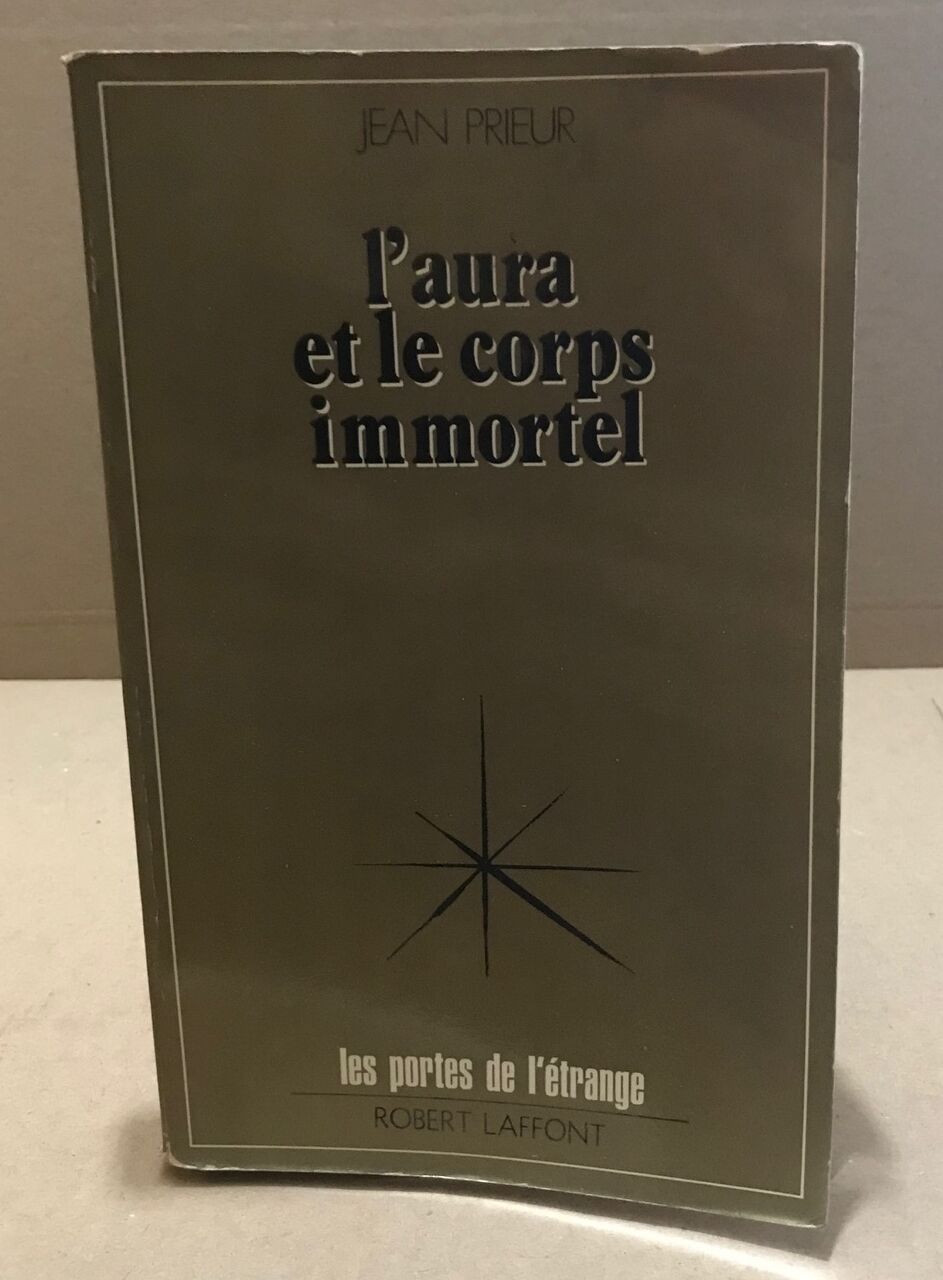 JEAN PRIEUR
l'aura
et le corps
immortel
les portes de l'étrange
ROBERT LAFFONT